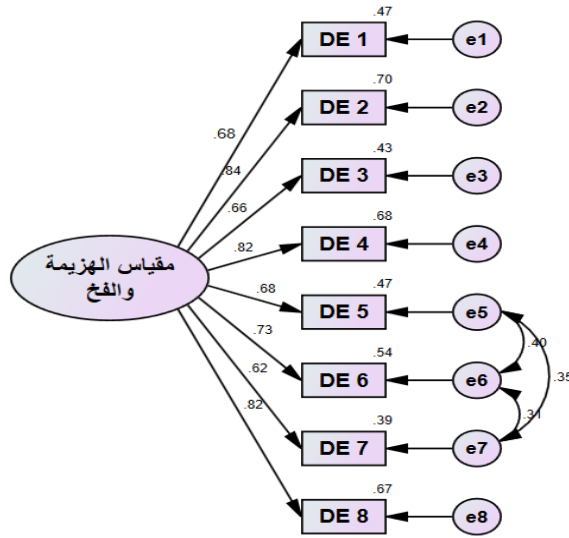 .47
DE 1
e1
.68
.70
DE 2
e2
.84
.43
DE 3
e3
.66
.68
DE 4
e4
.82
مقياس الهزيمة
والفخ
.47
DE 5
e5
.68
.54
DE 6
e6
.73
.40
.35
.39
DE 7
e7
.62
.31
.67
DE 8
e8
.82